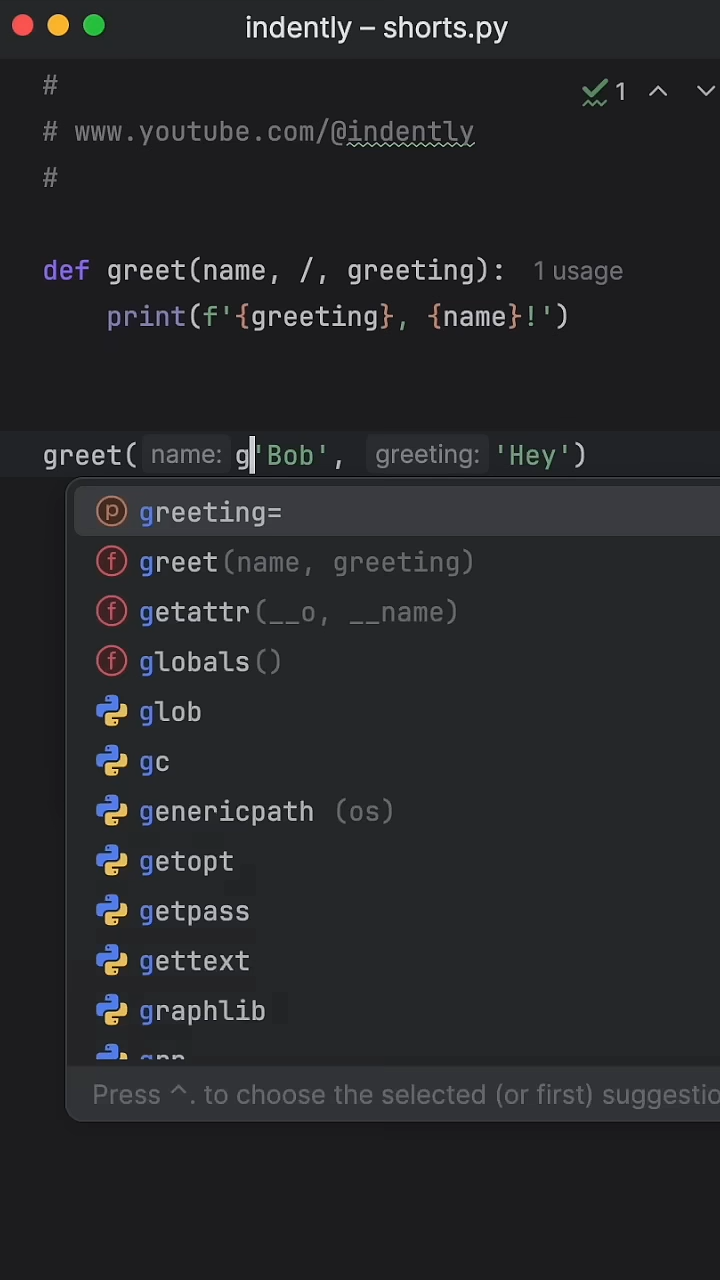 indently – shorts.py
#
1
# www.youtube.com/@indently
#
def greet(name, /, greeting): 1 usage
print(f'{greeting}, {name}!')
greet( name: g'Bob', greeting: 'Hey')
p greeting=
f greet(name, greeting)
f getattr(__o, __name)
f globals()
glob
gc
genericpath (os)
getopt
getpass
gettext
graphlib
Press ^. to choose the selected (or first) suggestio